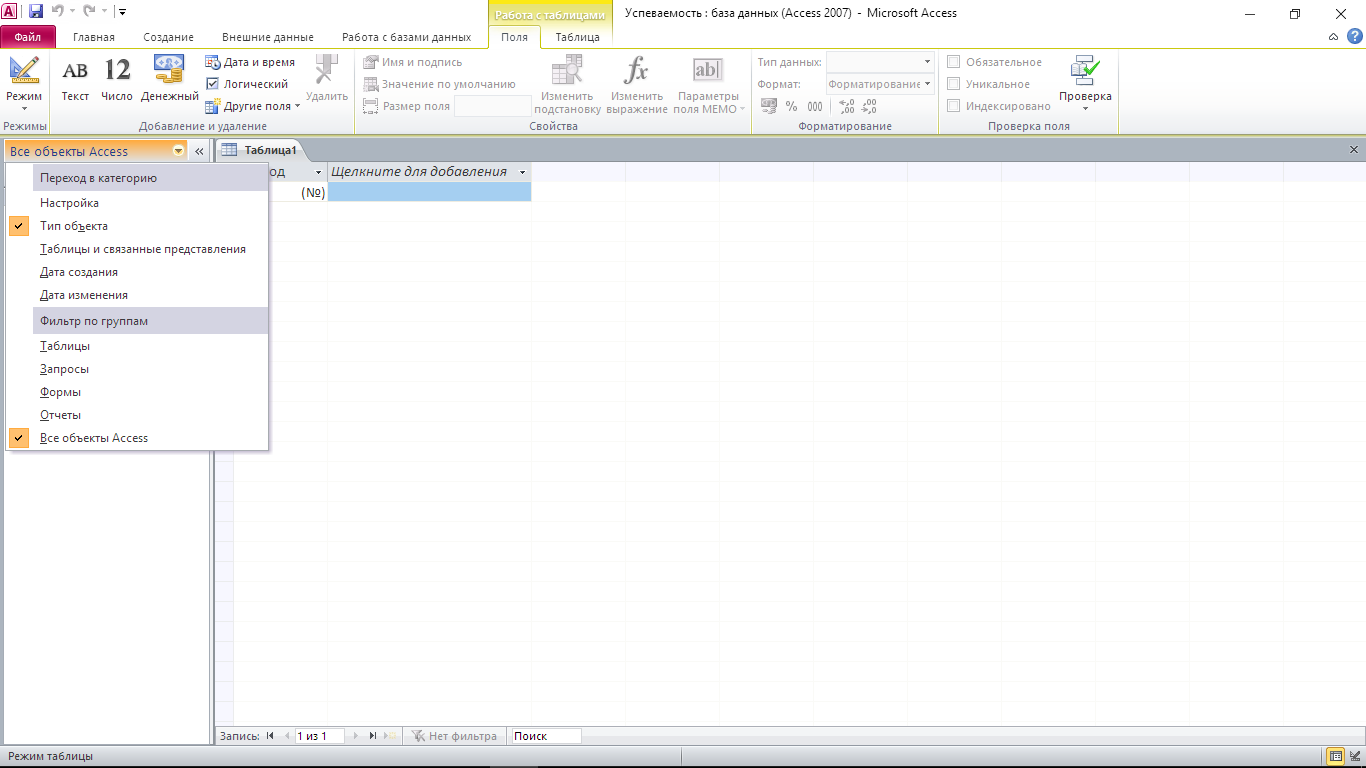 Работа с таблицами
Успеваемость : база данных (Access 2007) - Microsoft Access
Файл Главная Создание Внешние данные Работа с базами данных Поля Таблица
Режим
Режимы
AB
Текст
12
Число
Денежный
Дата и время
Логический
Другие поля
Удалить
Добавление и удаление
Имя и подпись
Значение по умолчанию
Размер поля
Изменить
подстановку
fx
Изменить
выражение
ab
Параметры
поля МЕМО
Свойства
Тип данных:
Формат: Форматирование
% 000
Форматирование
Обязательное
Уникальное
Индексировано
Проверка
Проверка поля
Все объекты Access
Таблица1
Переход в категорию
Настройка
Тип объекта
Таблицы и связанные представления
Дата создания
Дата изменения
Фильтр по группам
Таблицы
Запросы
Формы
Отчеты
Все объекты Access
од Щелкните для добавления
(№)
Запись: 1 из 1 Нет фильтра Поиск
Режим таблицы